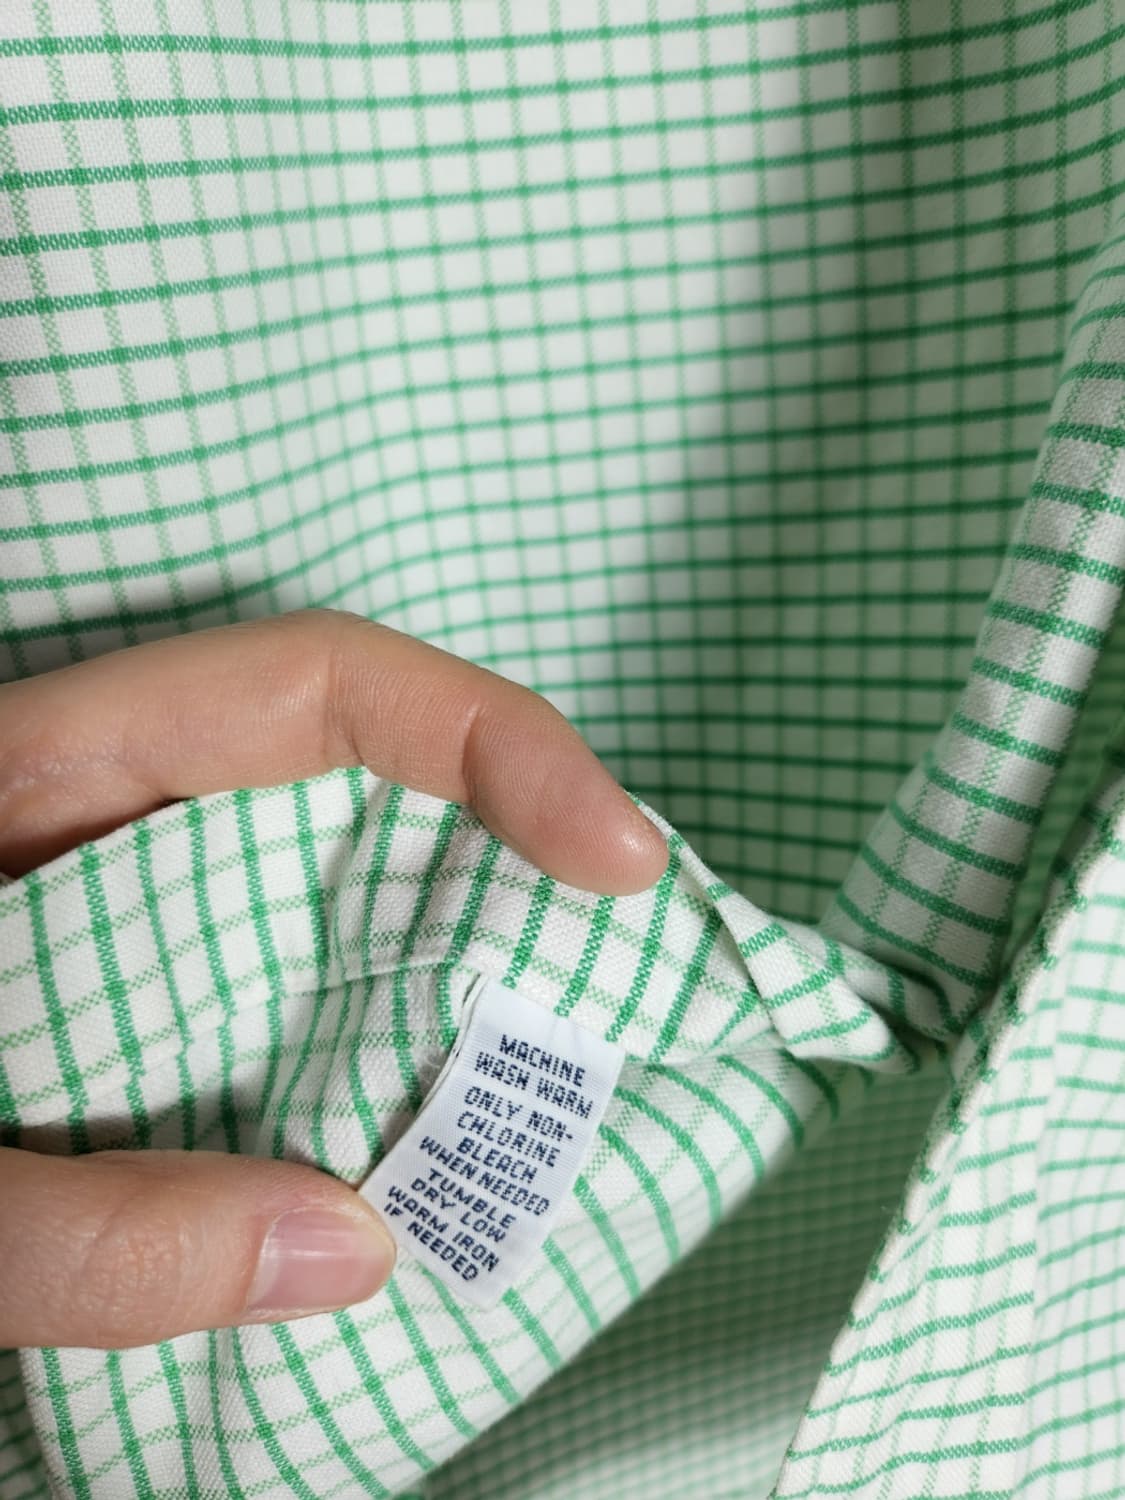 MACHINE
WASH WARM
ONLY NON-
CHLORINE
BLEACH
WHEN NEEDED
TUMBLE
DRY LOW
WARM IRON
IF NEEDED